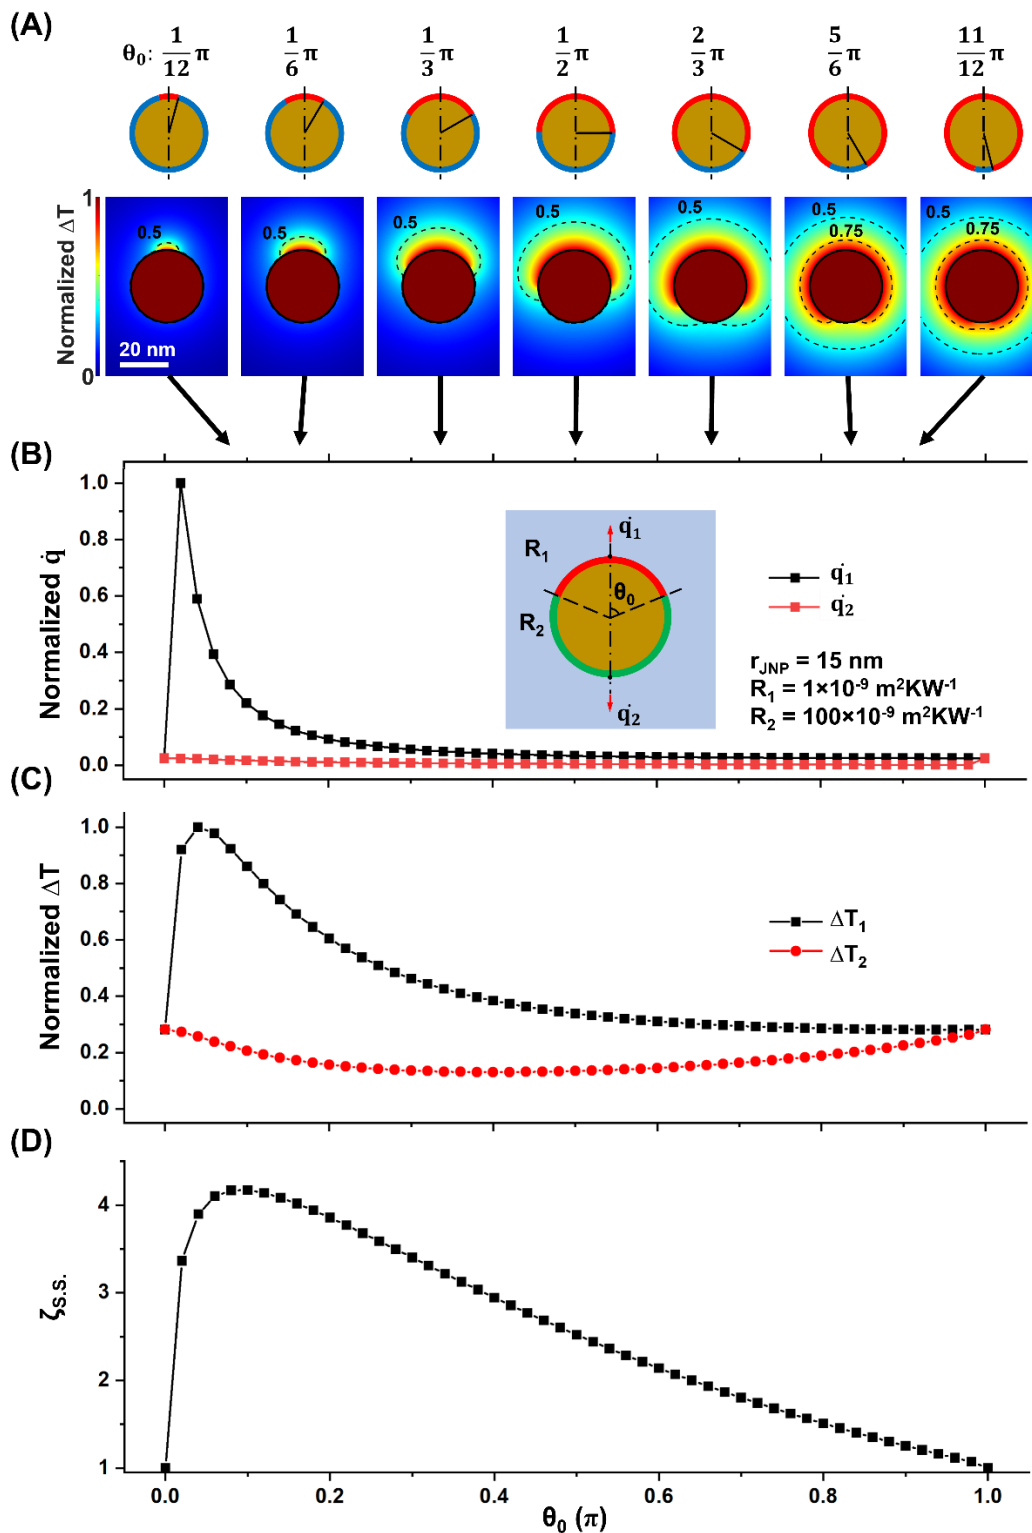 (A)
θ₀: 1/12 π 1/6 π 1/3 π 1/2 π 2/3 π 5/6 π 11/12 π
Normalized ΔT
1
0
0.5 0.5 0.5 0.5 0.5 0.5 0.5
0.75 0.75
20 nm
(B)
Normalized q̇
1.0
0.8
0.6
0.4
0.2
0.0
q̇₁
R₁
θ₀
R₂
q̇₂
q̇₁
q̇₂
r_JNP = 15 nm
R₁ = 1×10⁻⁹ m²KW⁻¹
R₂ = 100×10⁻⁹ m²KW⁻¹
(C)
Normalized ΔT
1.0
0.8
0.6
0.4
0.2
0.0
ΔT₁
ΔT₂
(D)
ζ_S.S.
4
3
2
1
0.0 0.2 0.4 0.6 0.8 1.0
θ₀ (π)